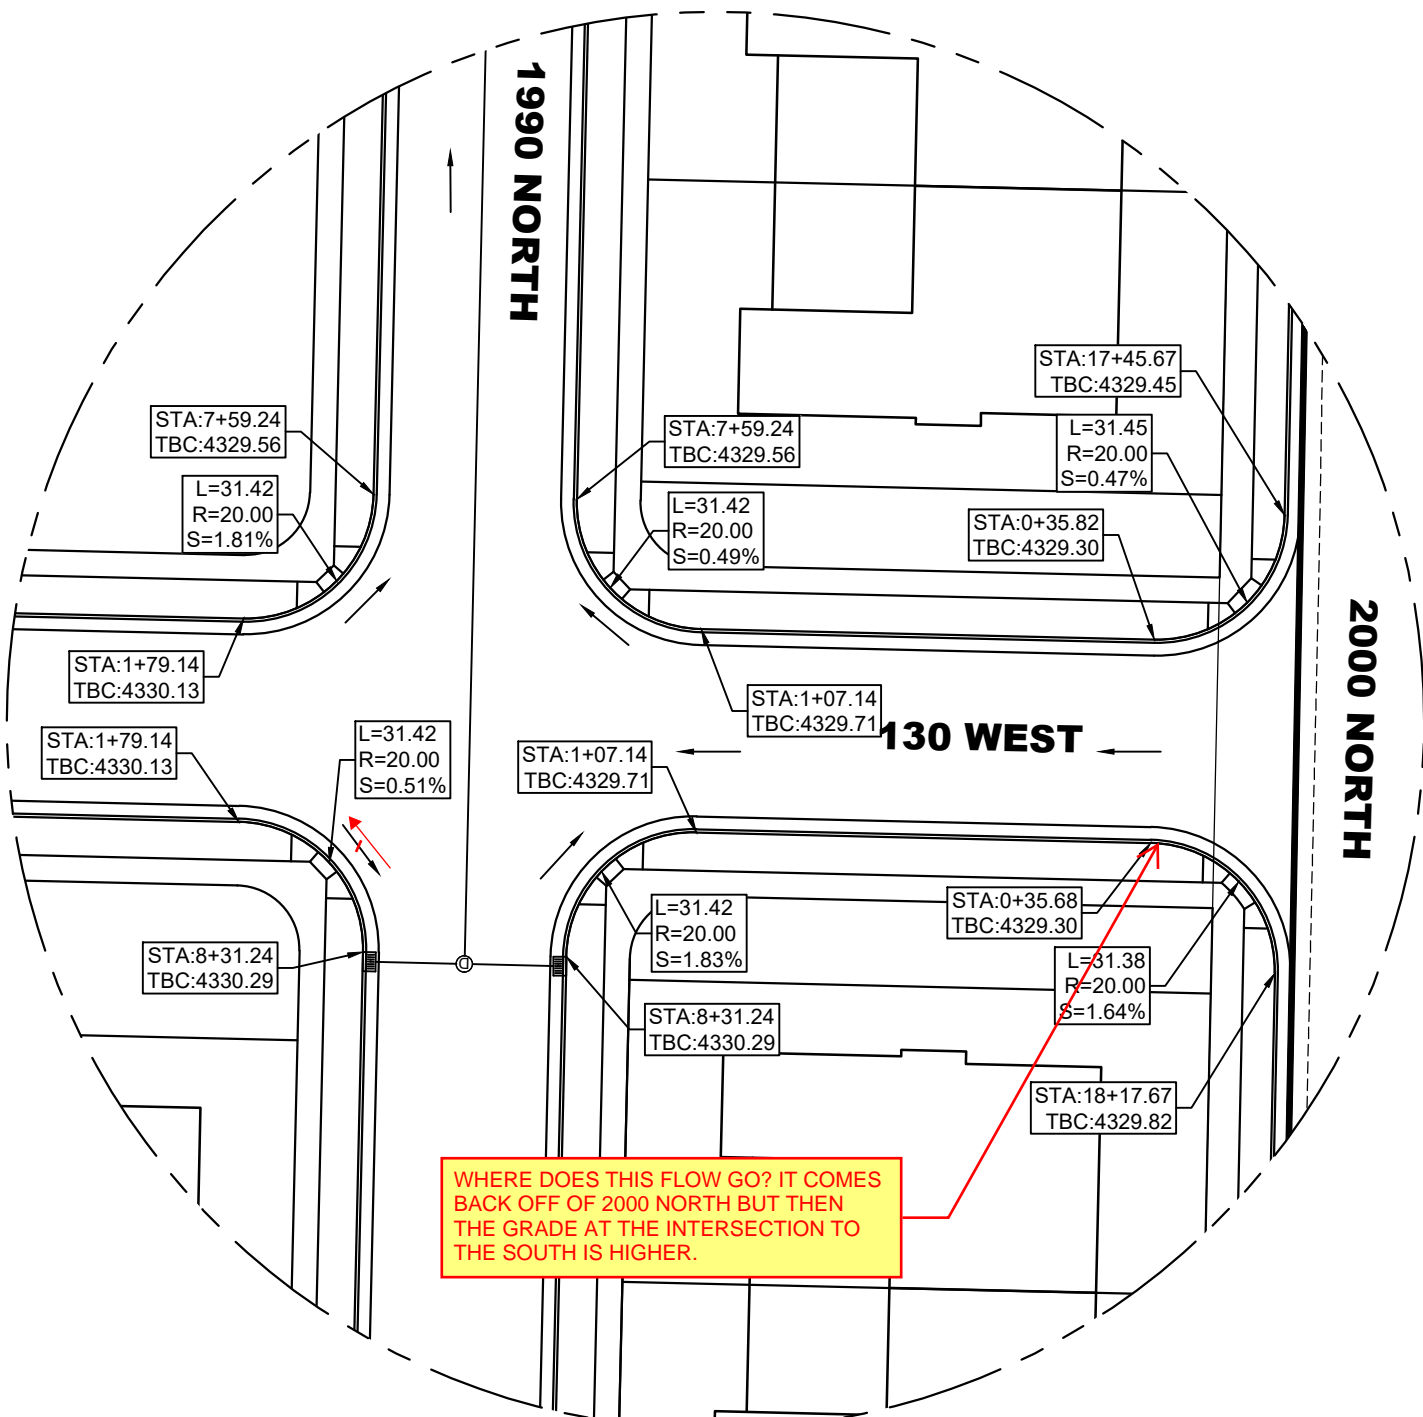 1990 NORTH
STA:17+45.67
TBC:4329.45
STA:7+59.24
TBC:4329.56
STA:7+59.24
TBC:4329.56
L=31.45
R=20.00
S=0.47%
L=31.42
R=20.00
S=1.81%
L=31.42
R=20.00
S=0.49%
STA:0+35.82
TBC:4329.30
2000 NORTH
STA:1+79.14
TBC:4330.13
STA:1+07.14
TBC:4329.71
130 WEST
STA:1+79.14
TBC:4330.13
L=31.42
R=20.00
S=0.51%
STA:1+07.14
TBC:4329.71
L=31.42
R=20.00
S=1.83%
STA:0+35.68
TBC:4329.30
STA:8+31.24
TBC:4330.29
L=31.38
R=20.00
S=1.64%
STA:8+31.24
TBC:4330.29
STA:18+17.67
TBC:4329.82
WHERE DOES THIS FLOW GO? IT COMES
BACK OFF OF 2000 NORTH BUT THEN
THE GRADE AT THE INTERSECTION TO
THE SOUTH IS HIGHER.
D